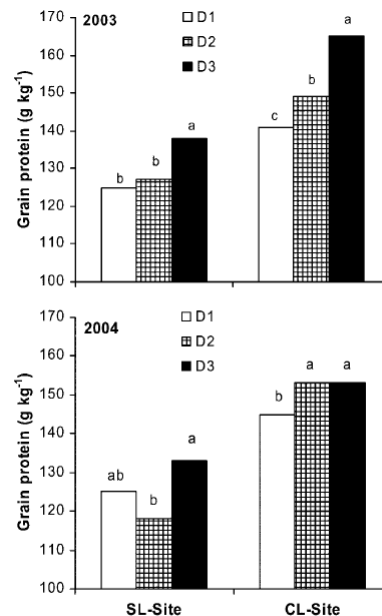 2003
D1
D2
D3
Grain protein (g kg-1)
170
160
150
140
130
120
110
100
b
b
a
c
b
a
2004
D1
D2
D3
Grain protein (g kg-1)
170
160
150
140
130
120
110
100
ab
b
a
b
a
a
SL-Site
CL-Site